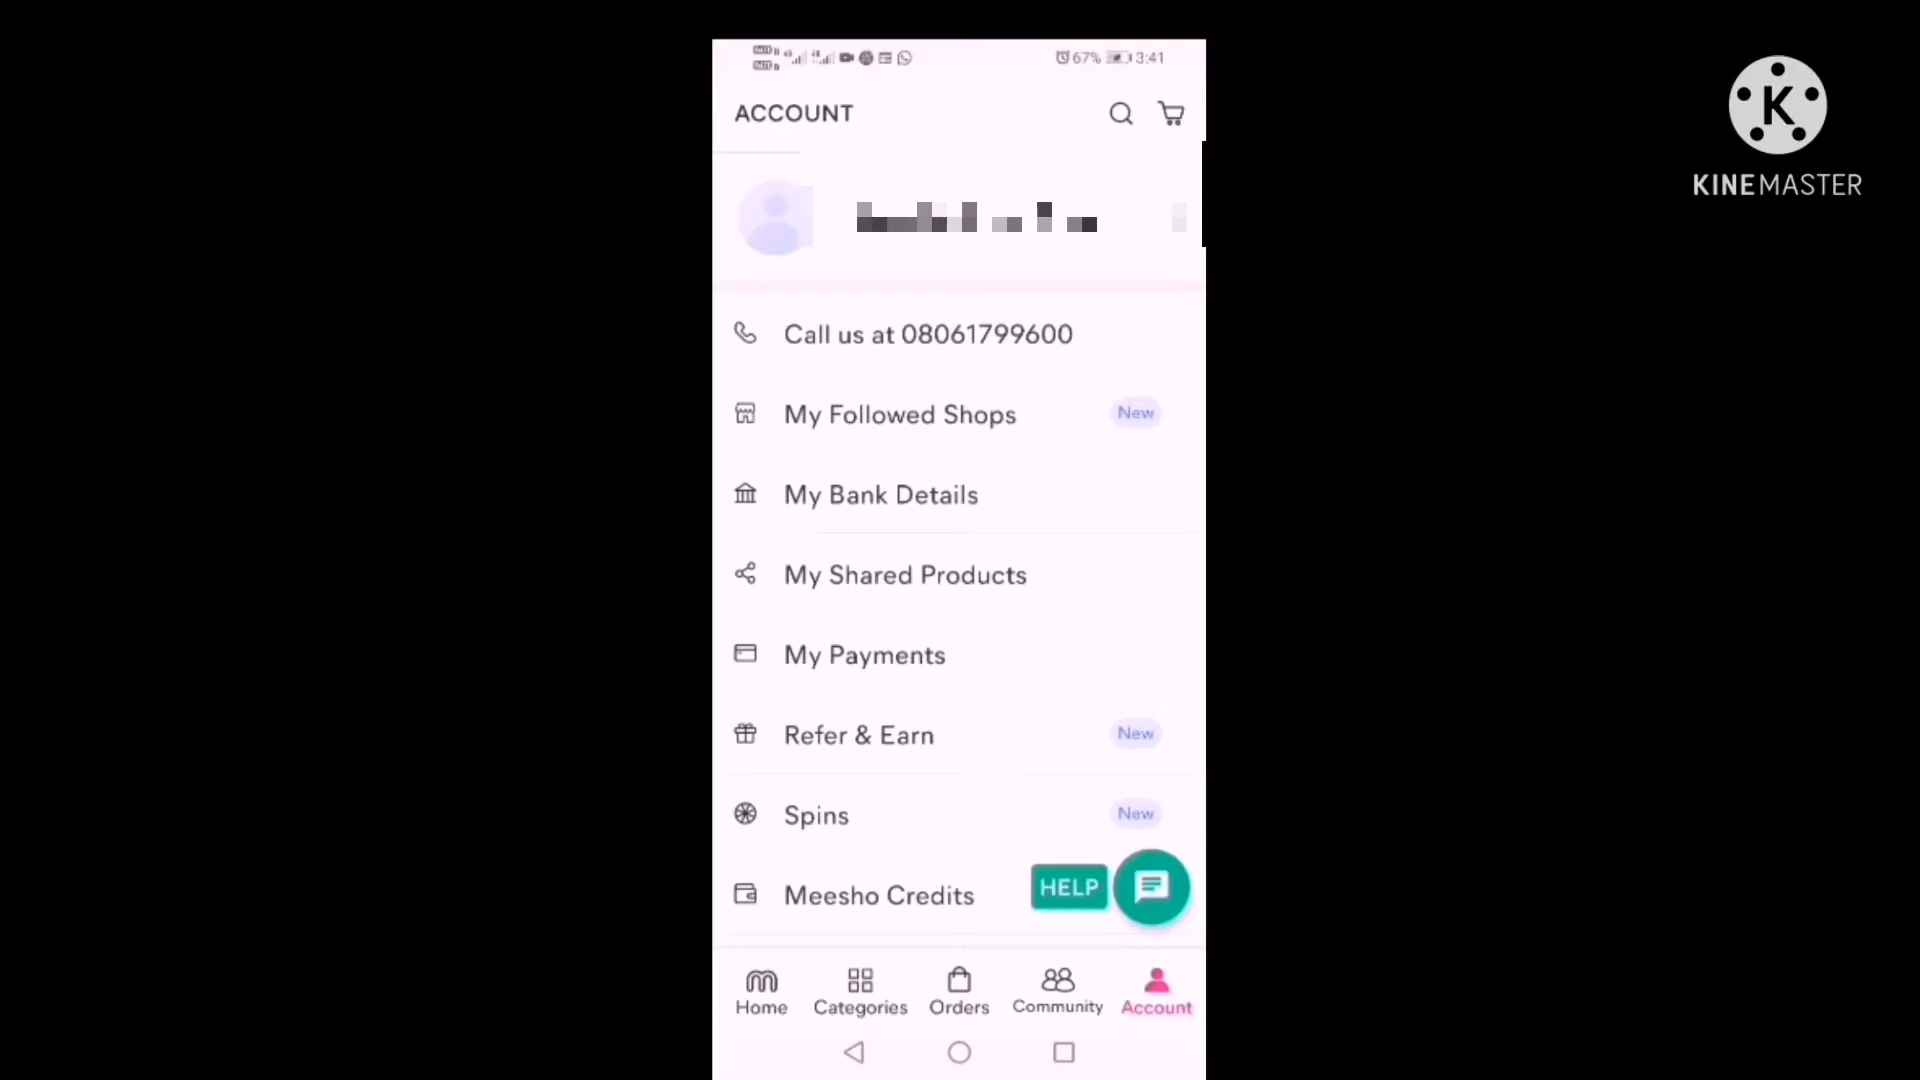 67% 3:41
ACCOUNT
K
KINEMASTER
Call us at 08061799600
My Followed Shops New
My Bank Details
My Shared Products
My Payments
Refer & Earn New
Spins New
Meesho Credits HELP
Home Categories Orders Community Account